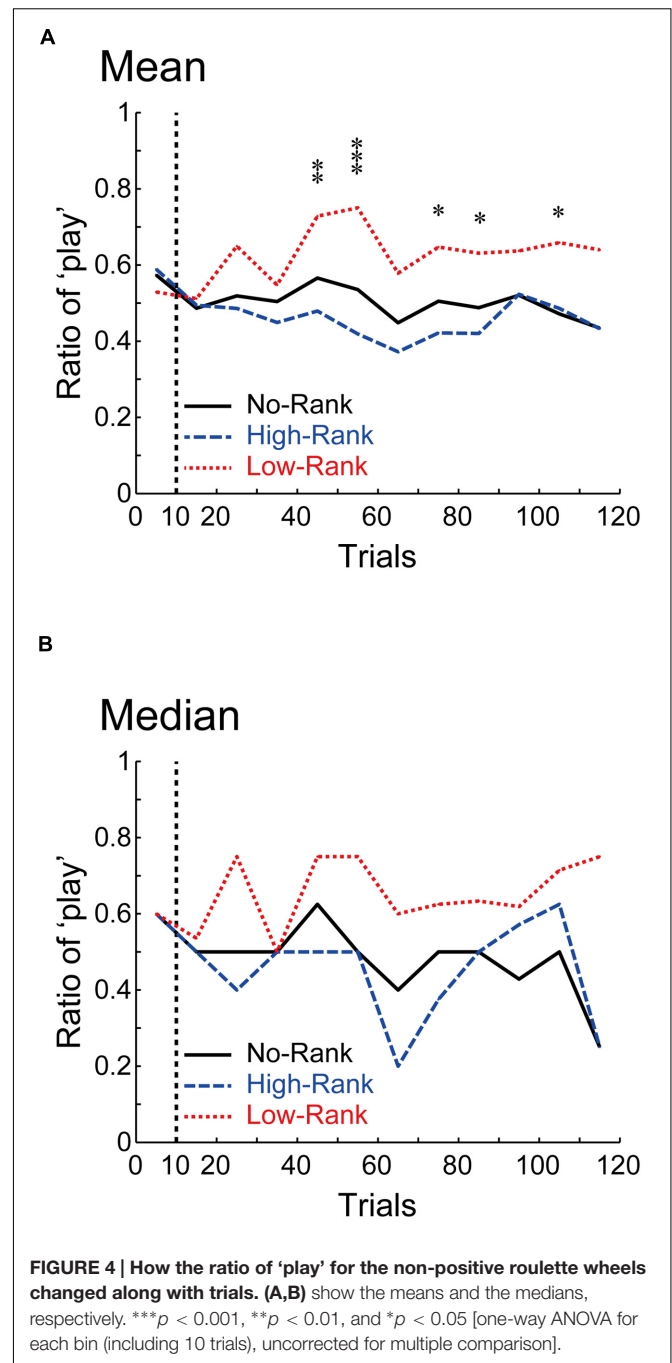 A
Mean
1
0.8
0.6
0.4
0.2
0
Ratio of 'play'
** *** * * *
No-Rank
High-Rank
Low-Rank
0 10 20 40 60 80 100 120
Trials
B
Median
1
0.8
0.6
0.4
0.2
0
Ratio of 'play'
No-Rank
High-Rank
Low-Rank
0 10 20 40 60 80 100 120
Trials
FIGURE 4 | How the ratio of ‘play’ for the non-positive roulette wheels
changed along with trials. (A,B) show the means and the medians,
respectively. ***p < 0.001, **p < 0.01, and *p < 0.05 [one-way ANOVA for
each bin (including 10 trials), uncorrected for multiple comparison].